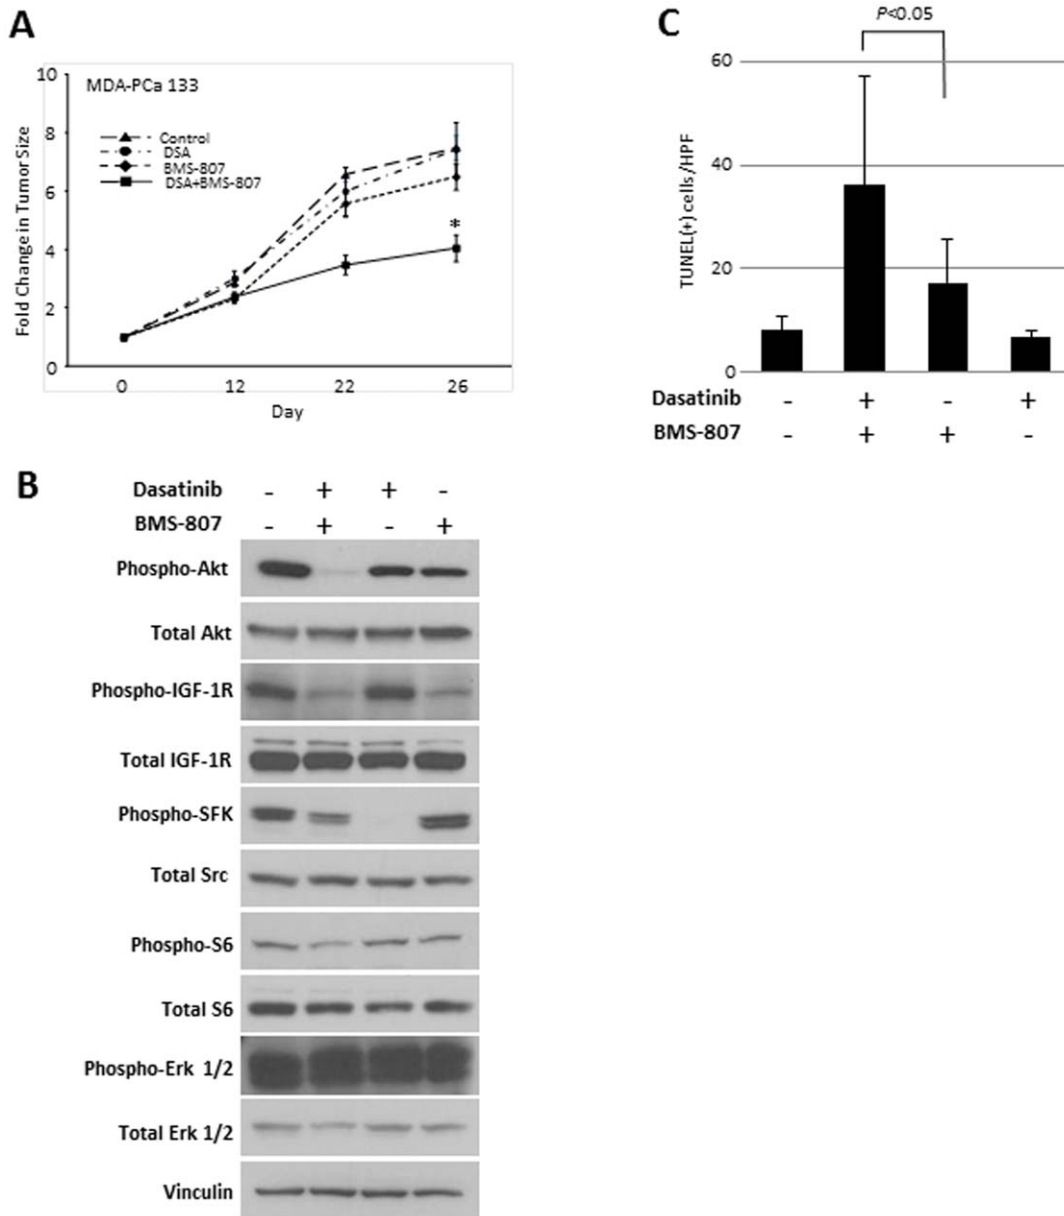 A
MDA-PCa 133
Control
DSA
BMS-807
DSA+BMS-807
Fold Change in Tumor Size
10
8
6
4
2
0
*
0 12 22 26
Day
C
P<0.05
TUNEL(+) cells/HPF
60
40
20
0
Dasatinib - + - +
BMS-807 - + + -
B
Dasatinib - + + -
BMS-807 - + - +
Phospho-Akt
Total Akt
Phospho-IGF-1R
Total IGF-1R
Phospho-SFK
Total Src
Phospho-S6
Total S6
Phospho-Erk 1/2
Total Erk 1/2
Vinculin